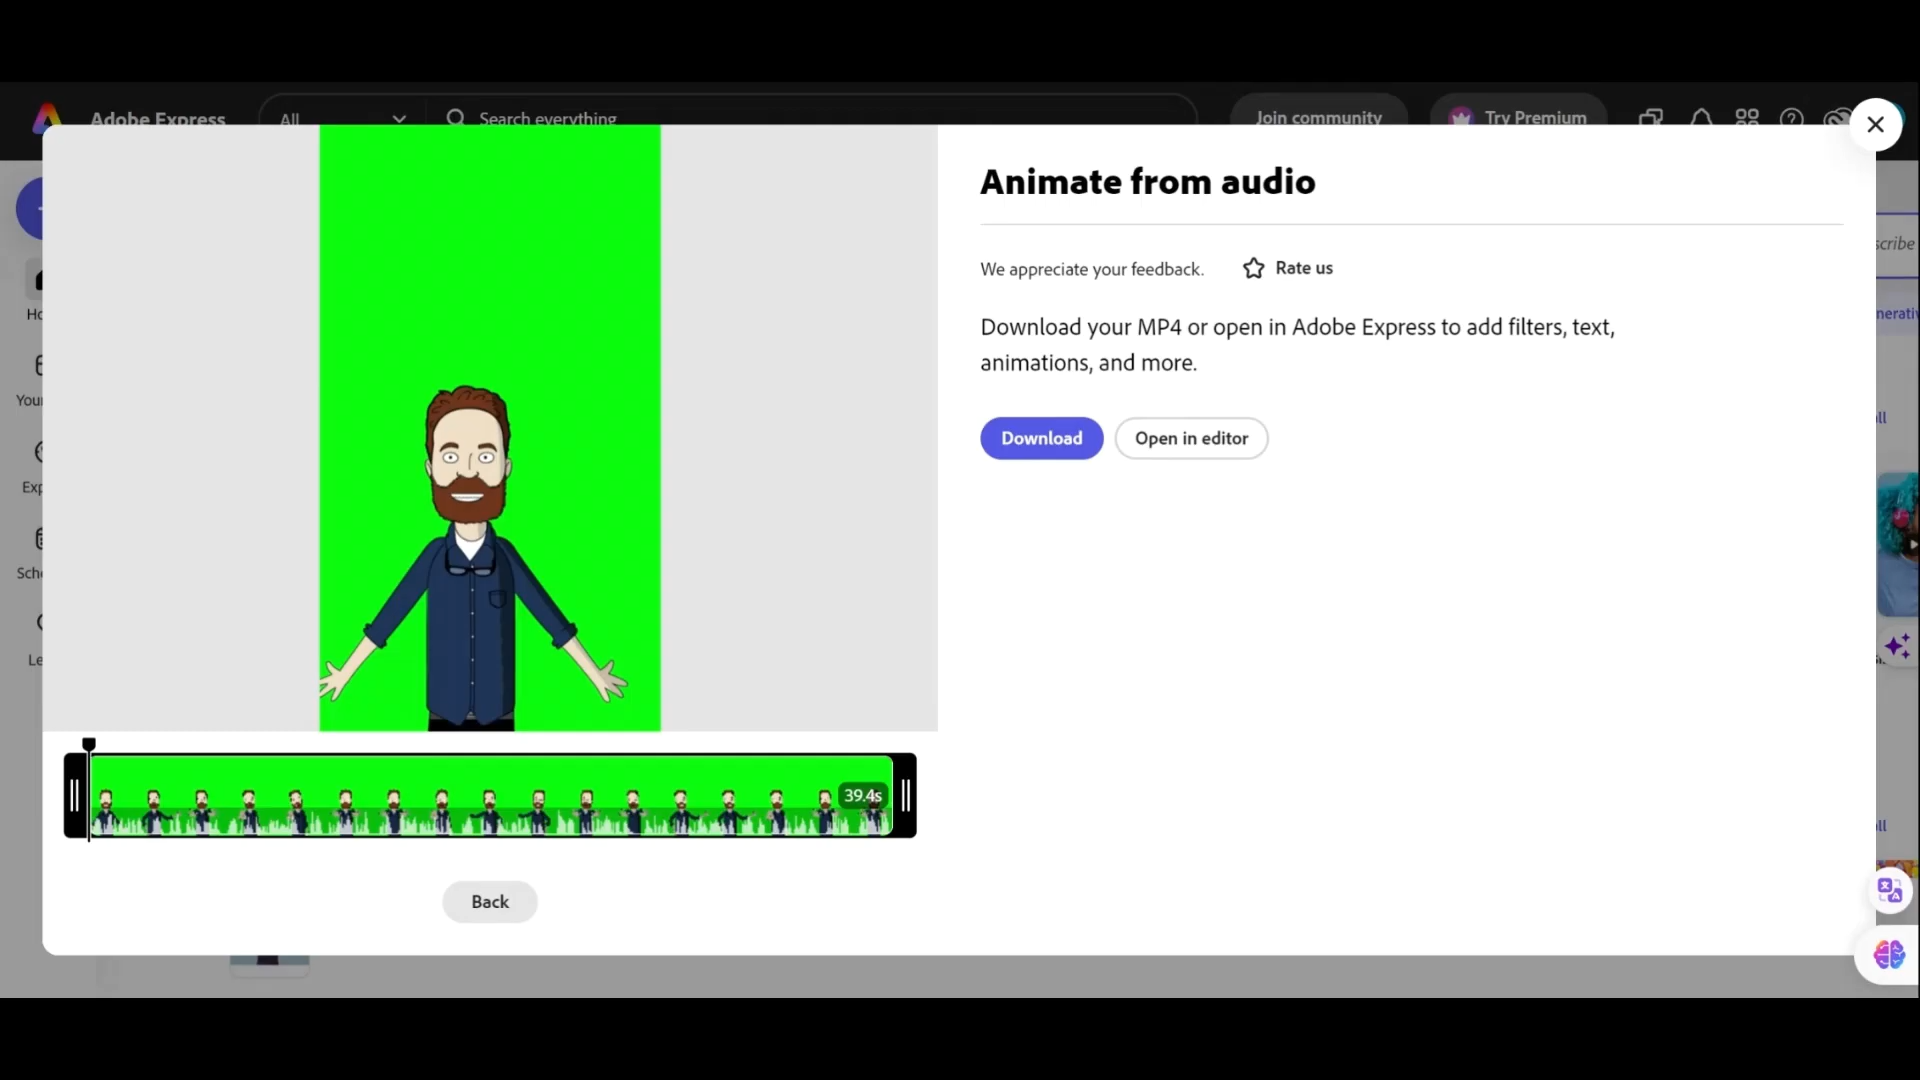 Adobe Express
All
Search everything
Join community
Try Premium
Animate from audio
We appreciate your feedback.
Rate us
Download your MP4 or open in Adobe Express to add filters, text,
animations, and more.
Download
Open in editor
39.4s
Back